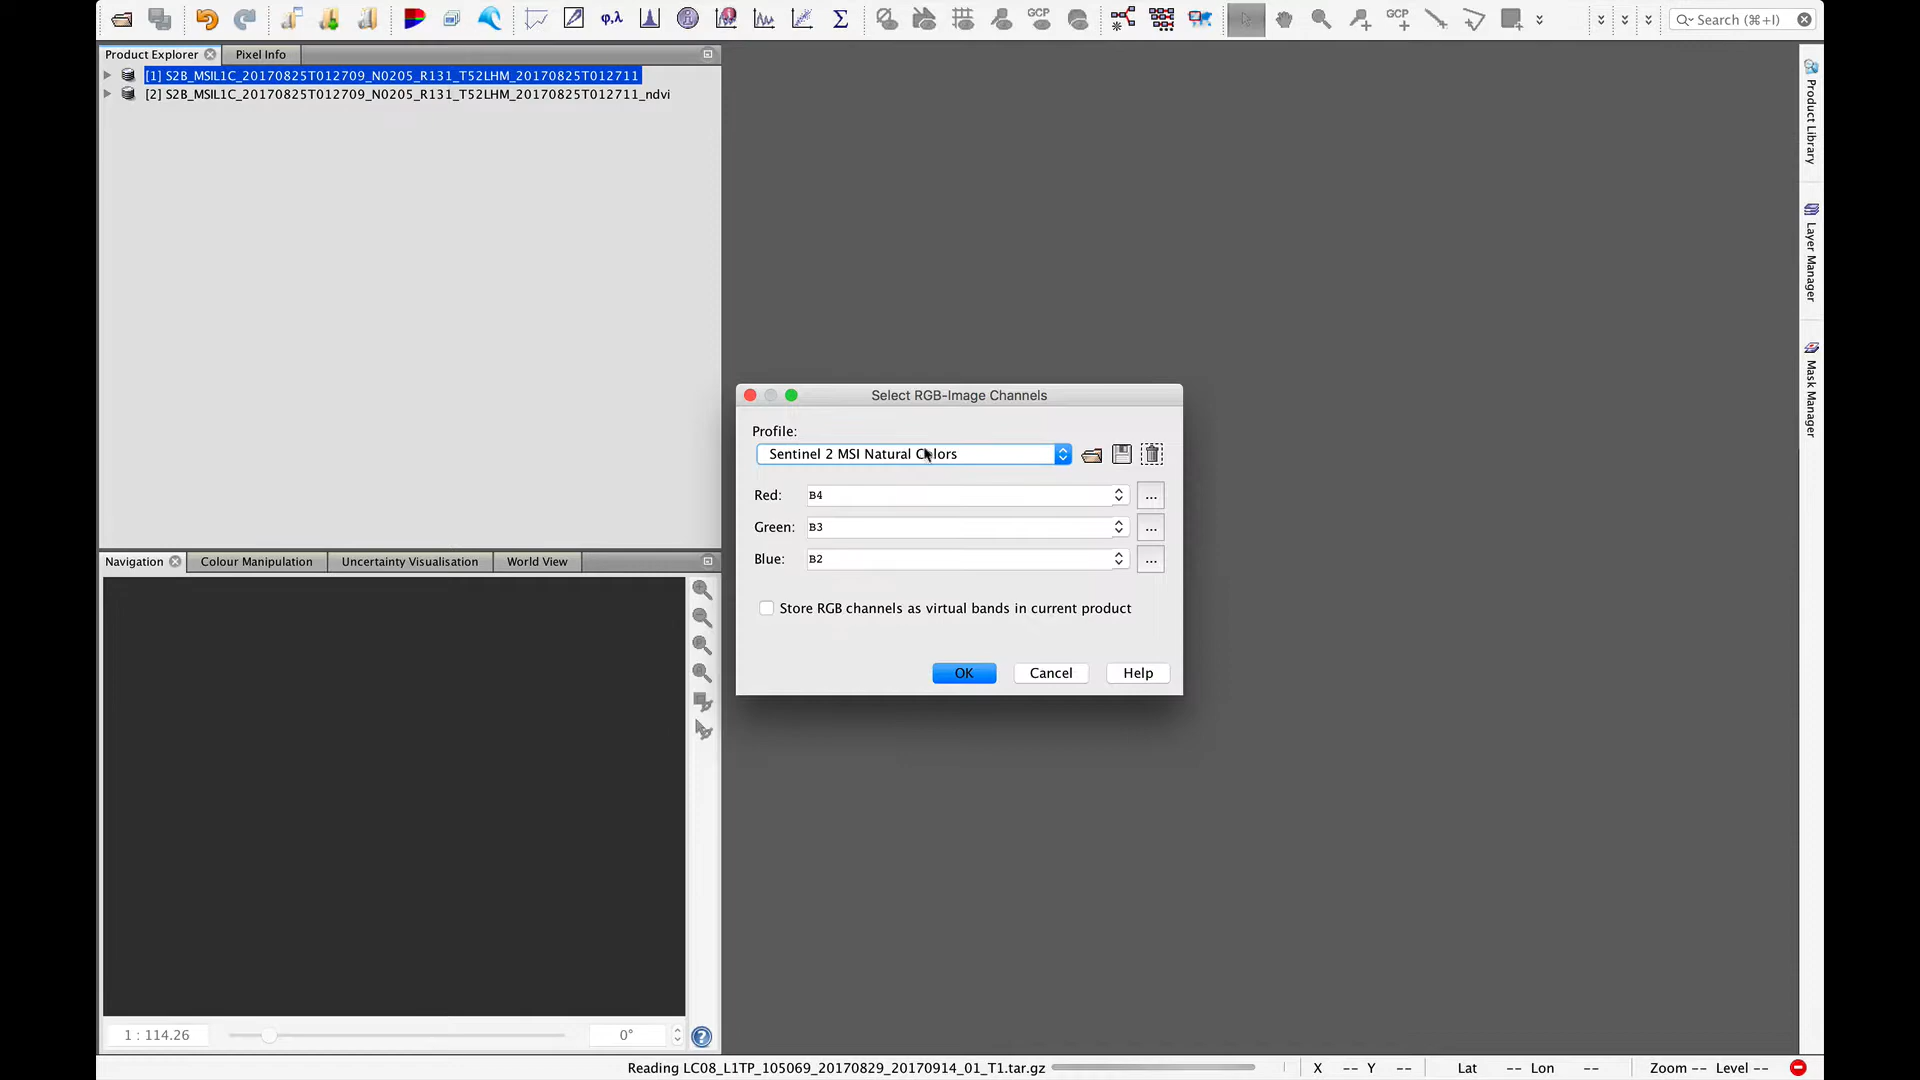 φ,λ
Σ
GCP
GCP
Search (⌘+I)
Product Explorer
Pixel Info
[1] S2B_MSIL1C_20170825T012709_N0205_R131_T52LHM_20170825T012711
[2] S2B_MSIL1C_20170825T012709_N0205_R131_T52LHM_20170825T012711_ndvi
Product Library
Layer Manager
Mask Manager
Select RGB-Image Channels
Profile:
Sentinel 2 MSI Natural Colors
Red: B4 ...
Green: B3 ...
Blue: B2 ...
Store RGB channels as virtual bands in current product
OK Cancel Help
Navigation
Colour Manipulation
Uncertainty Visualisation
World View
1 : 114.26
0°
Reading LC08_L1TP_105069_20170829_20170914_01_T1.tar.gz
X -- Y --
Lat -- Lon --
Zoom -- Level --